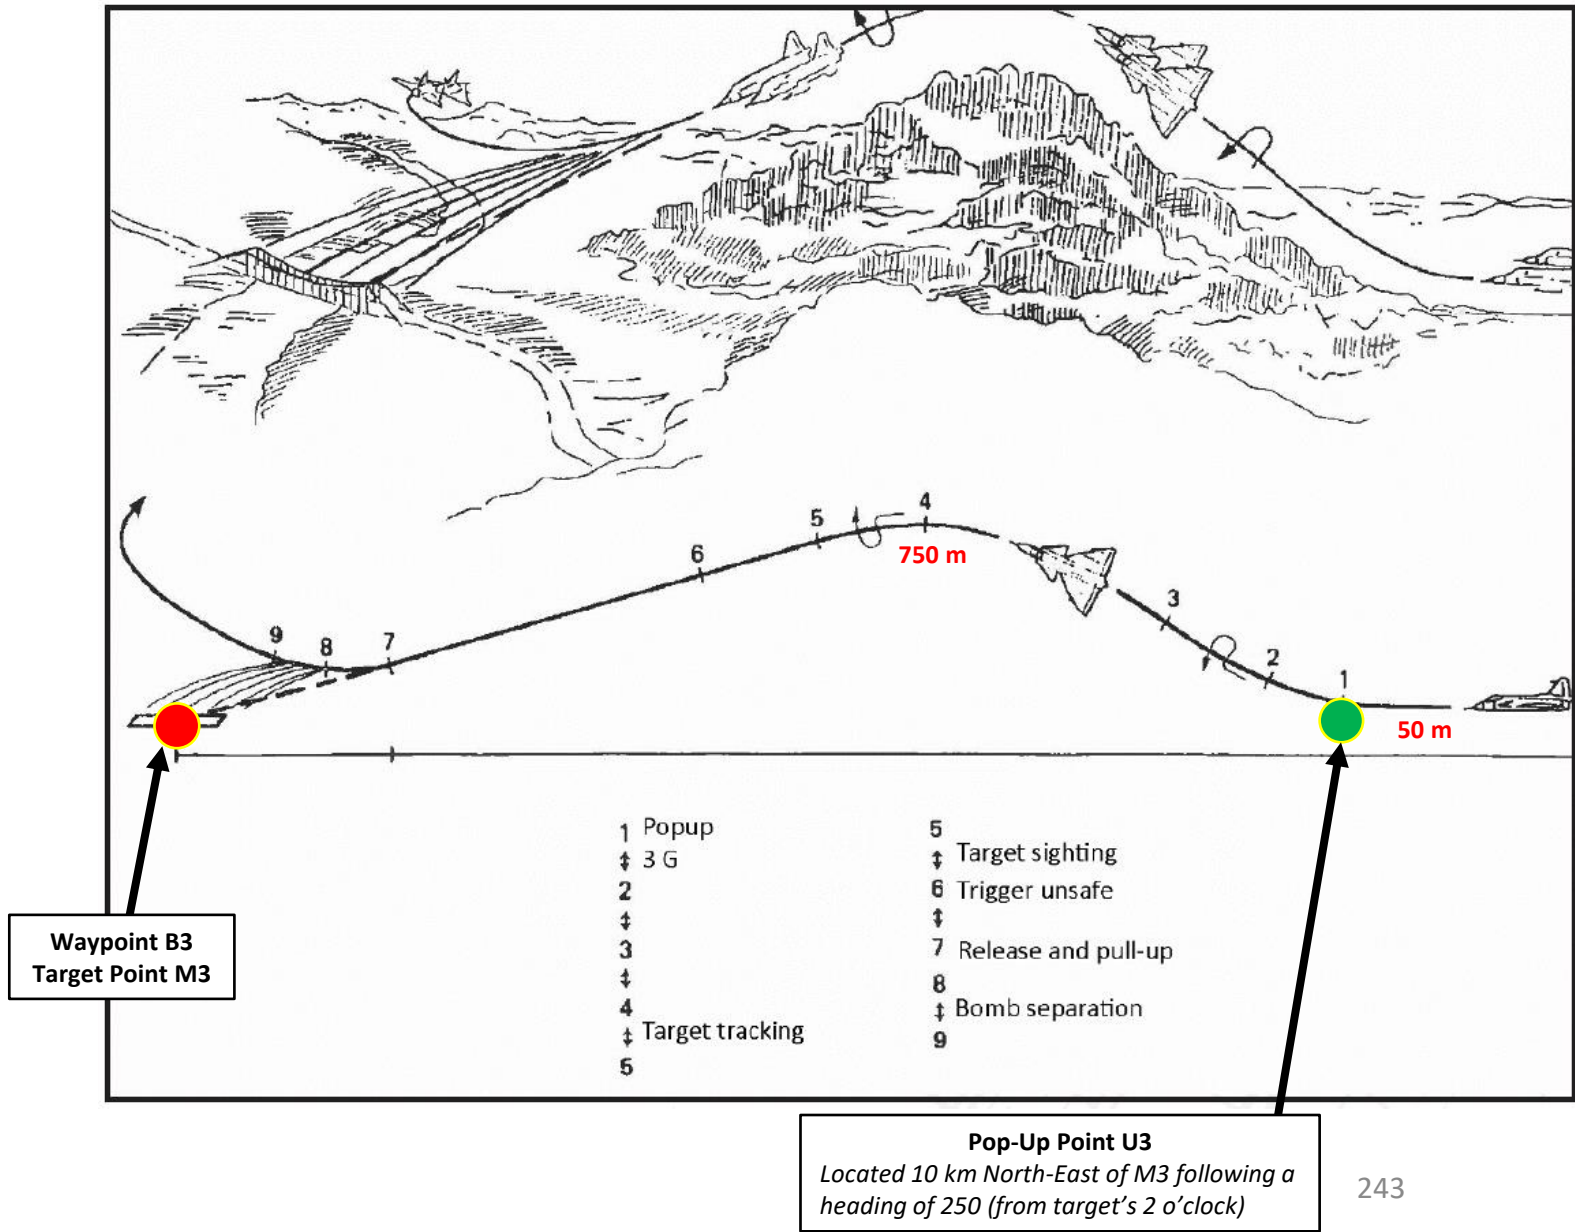 4
5
750 m
6
3
9
8
7
2
1
50 m
1 Popup
↕ 3 G
2
↕
3
↕
4
↕ Target tracking
5
5
↕ Target sighting
6 Trigger unsafe
↕
7 Release and pull-up
8
↕ Bomb separation
9
Waypoint B3
Target Point M3
Pop-Up Point U3
Located 10 km North-East of M3 following a
heading of 250 (from target's 2 o'clock)
243